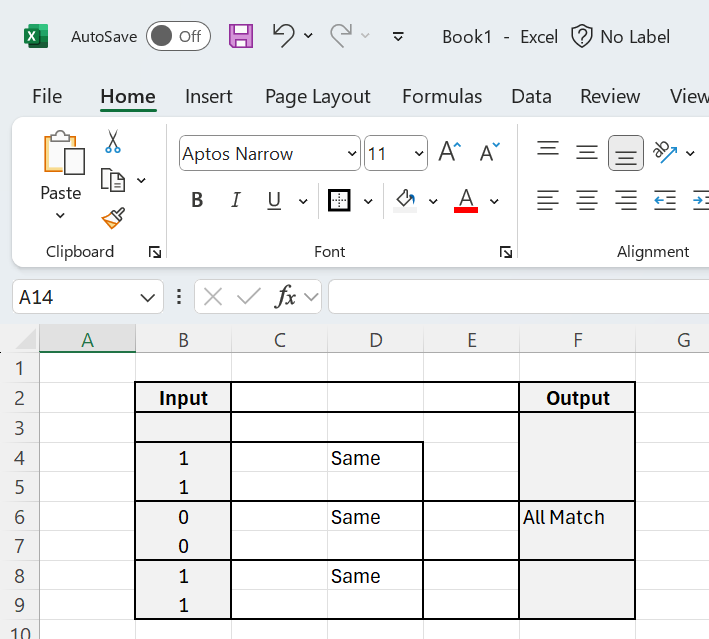 AutoSave Off Book1 - Excel No Label
File Home Insert Page Layout Formulas Data Review View
Paste Aptos Narrow 11 A A
B I U A
Clipboard Font Alignment
A14 fx
A B C D E F G
1
2 Input Output
3
4 1 Same
5 1
6 0 Same All Match
7 0
8 1 Same
9 1
10